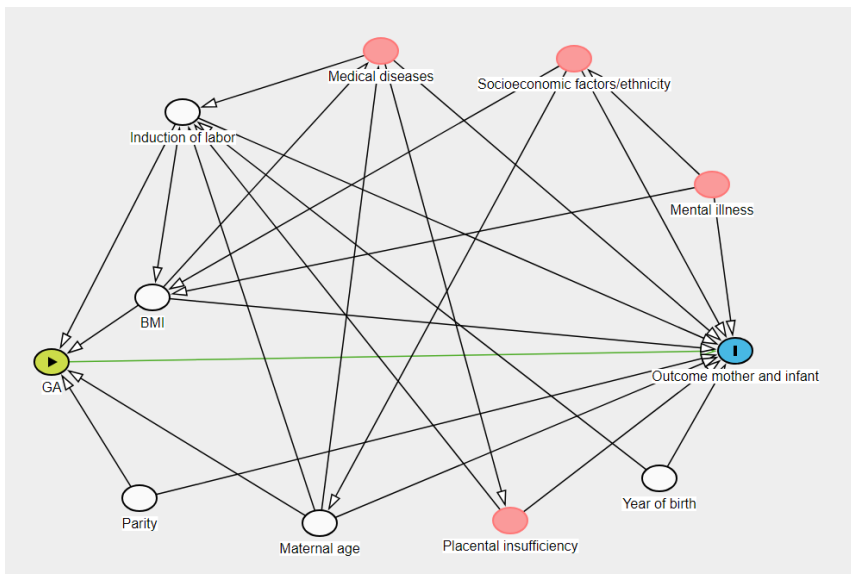 Medical diseases
Socioeconomic factors/ethnicity
Induction of labor
Mental illness
BMI
GA
Outcome mother and infant
Parity
Maternal age
Placental insufficiency
Year of birth